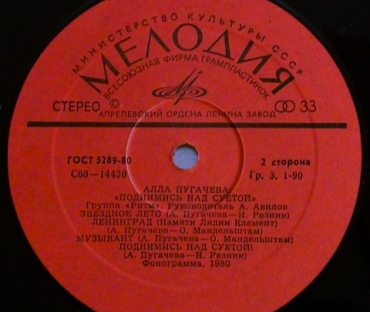 МИНИСТЕРСТВО КУЛЬТУРЫ СССР
МЕЛОДИЯ
ВСЕСОЮЗНАЯ ФИРМА ГРАМПЛАСТИНОК
СТЕРЕО
33
АПРЕЛЕВСКИЙ ОРДЕНА ЛЕНИНА ЗАВОД
ГОСТ 5289-80
2 сторона
С60—14430
Гр. 3. 1-90
АЛЛА ПУГАЧЕВА:
«ПОДНИМИСЬ НАД СУЕТОЙ»
Группа «Ритм». Руководитель А. Авилов
ЗВЕЗДНОЕ ЛЕТО (А. Пугачева—И. Резник)
ЛЕНИНГРАД (Памяти Лидии Клемент)
(А. Пугачева—О. Мандельштам)
МУЗЫКАНТ (А. Пугачева—О. Мандельштам)
ПОДНИМИСЬ НАД СУЕТОЙ!
(А. Пугачева—И. Резник)
Фонограмма, 1980